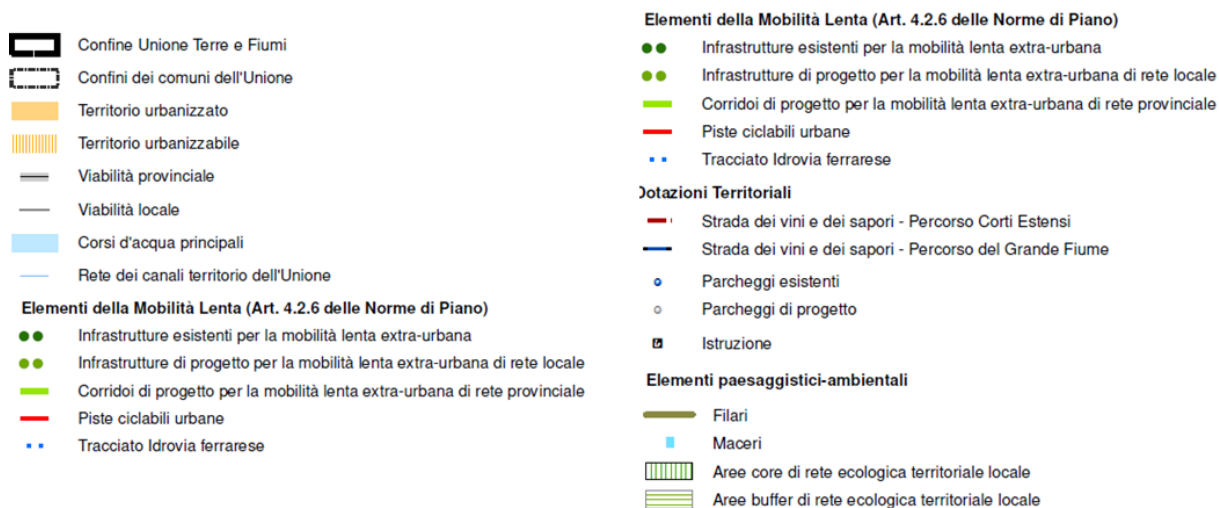 Confine Unione Terre e Fiumi
Confini dei comuni dell'Unione
Territorio urbanizzato
Territorio urbanizzabile
Viabilità provinciale
Viabilità locale
Corsi d'acqua principali
Rete dei canali territorio dell'Unione
Elementi della Mobilità Lenta (Art. 4.2.6 delle Norme di Piano)
Infrastrutture esistenti per la mobilità lenta extra-urbana
Infrastrutture di progetto per la mobilità lenta extra-urbana di rete locale
Corridoi di progetto per la mobilità lenta extra-urbana di rete provinciale
Piste ciclabili urbane
Tracciato Idrovia ferrarese
Elementi della Mobilità Lenta (Art. 4.2.6 delle Norme di Piano)
Infrastrutture esistenti per la mobilità lenta extra-urbana
Infrastrutture di progetto per la mobilità lenta extra-urbana di rete locale
Corridoi di progetto per la mobilità lenta extra-urbana di rete provinciale
Piste ciclabili urbane
Tracciato Idrovia ferrarese
Dotazioni Territoriali
Strada dei vini e dei sapori - Percorso Corti Estensi
Strada dei vini e dei sapori - Percorso del Grande Fiume
Parcheggi esistenti
Parcheggi di progetto
Istruzione
Elementi paesaggistici-ambientali
Filari
Maceri
Aree core di rete ecologica territoriale locale
Aree buffer di rete ecologica territoriale locale